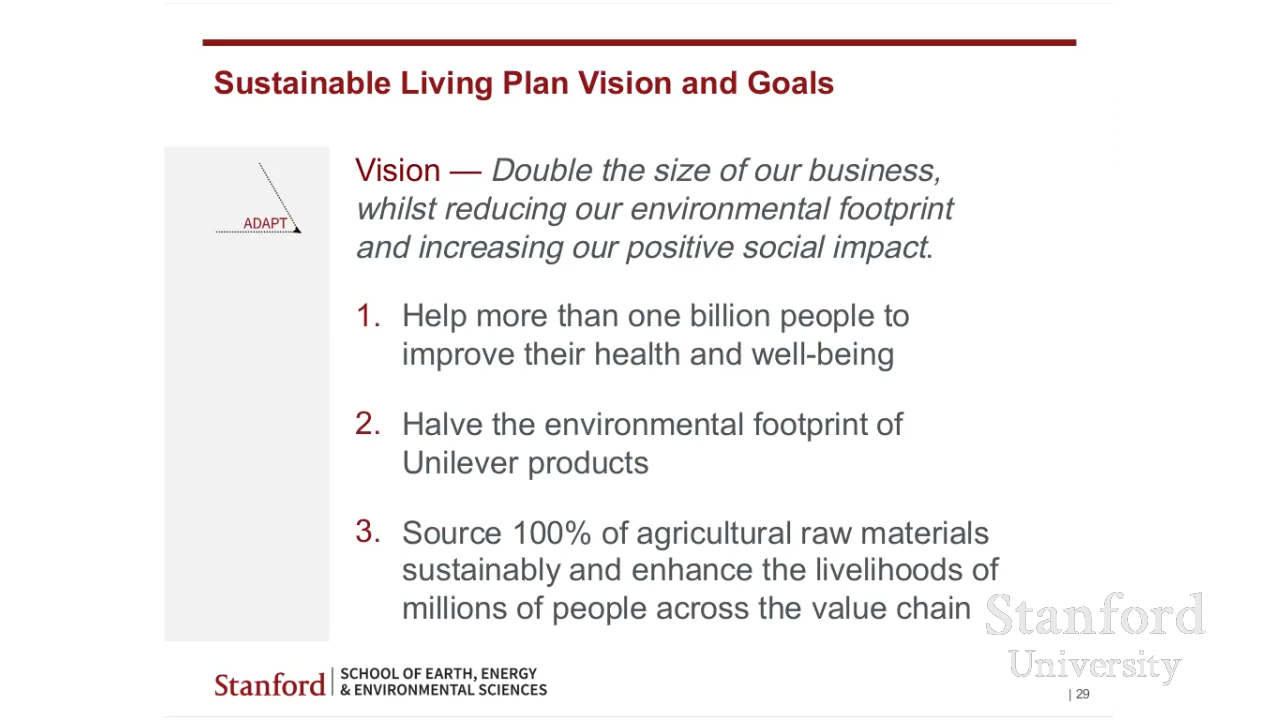 Sustainable Living Plan Vision and Goals
ADAPT
Vision — Double the size of our business,
whilst reducing our environmental footprint
and increasing our positive social impact.
1. Help more than one billion people to
improve their health and well-being
2. Halve the environmental footprint of
Unilever products
3. Source 100% of agricultural raw materials
sustainably and enhance the livelihoods of
millions of people across the value chain
Stanford
University
Stanford
SCHOOL OF EARTH, ENERGY
& ENVIRONMENTAL SCIENCES
| 29